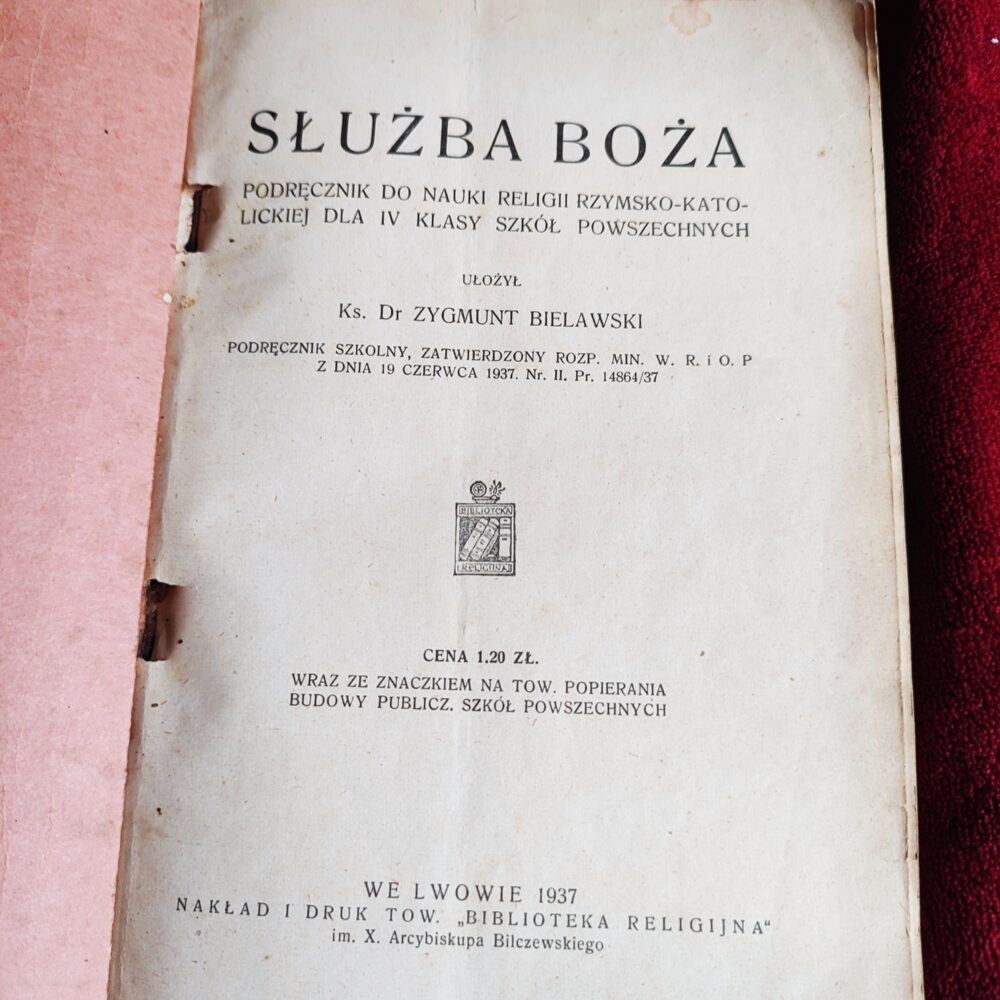 SŁUŻBA BOŻA
PODRĘCZNIK DO NAUKI RELIGII RZYMSKO-KATO-
LICKIEJ DLA IV KLASY SZKÓŁ POWSZECHNYCH
UŁOŻYŁ
Ks. Dr ZYGMUNT BIELAWSKI
PODRĘCZNIK SZKOLNY, ZATWIERDZONY ROZP. MIN. W. R. i O. P
Z DNIA 19 CZERWCA 1937. Nr. II. Pr. 14864/37
BIBLIOTEKA
RELIGIJNA
CENA 1.20 ZŁ.
WRAZ ZE ZNACZKIEM NA TOW. POPIERANIA
BUDOWY PUBLICZ. SZKÓŁ POWSZECHNYCH
WE LWOWIE 1937
NAKŁAD I DRUK TOW. „BIBLIOTEKA RELIGIJNA“
im. X. Arcybiskupa Bilczewskiego